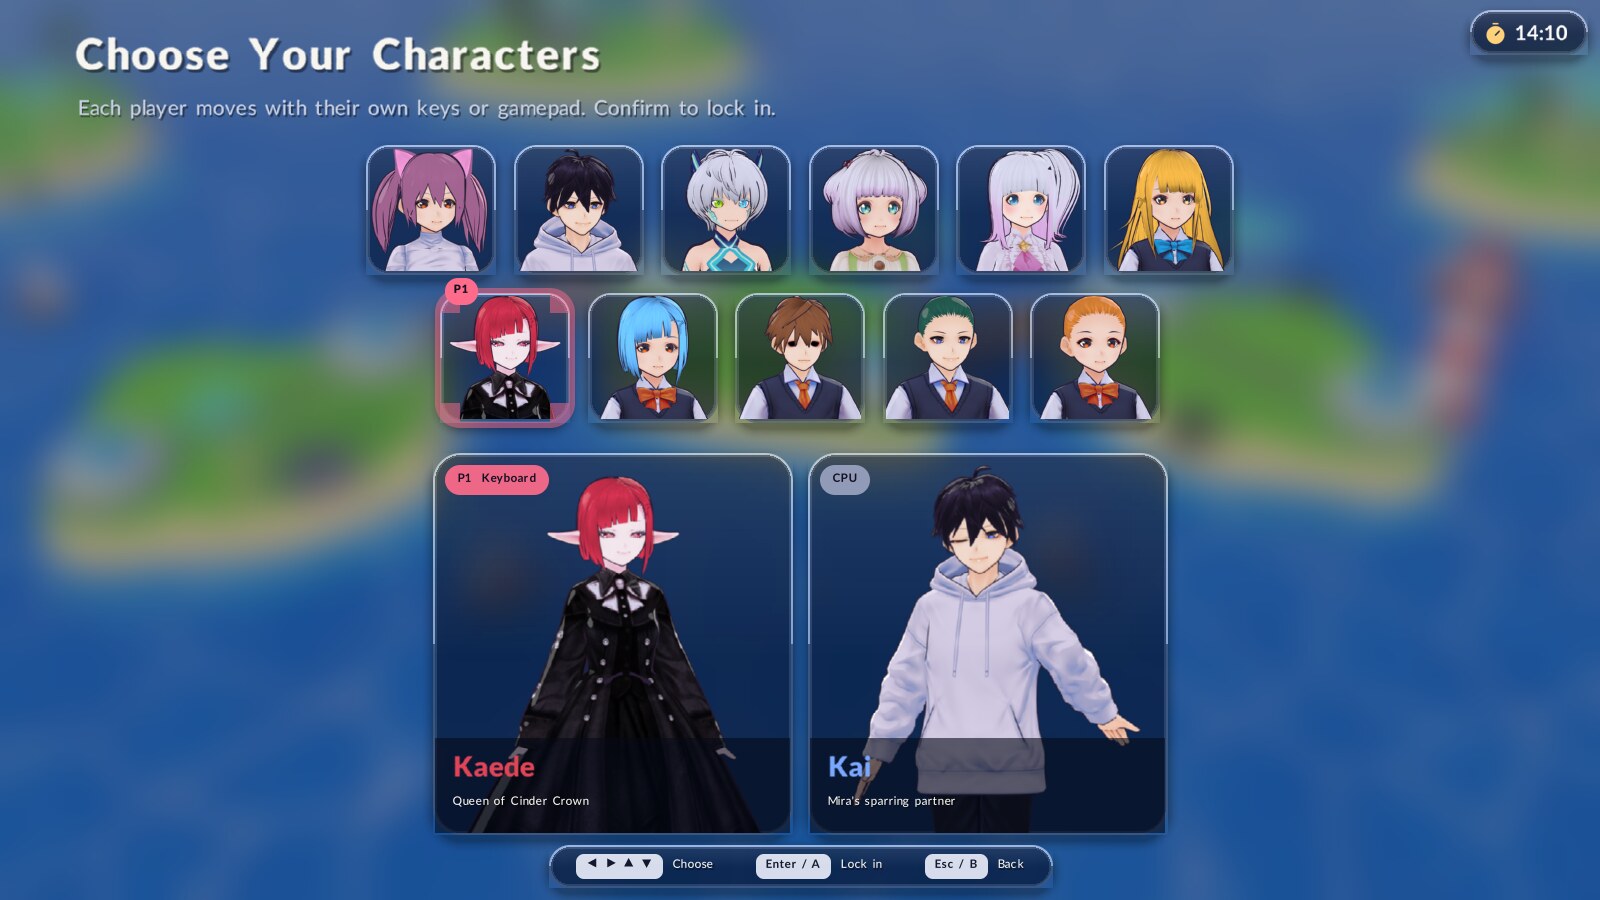 Choose Your Characters
14:10
Each player moves with their own keys or gamepad. Confirm to lock in.
P1
P1 Keyboard
CPU
Kaede
Queen of Cinder Crown
Kai
Mira's sparring partner
◀ ▶ ▲ ▼ Choose
Enter / A Lock in
Esc / B Back